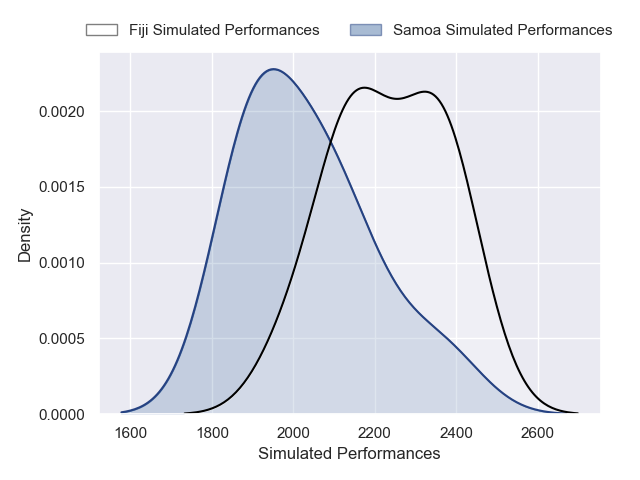 Fiji Simulated Performances
Samoa Simulated Performances
0.0020
0.0015
0.0010
0.0005
0.0000
Density
1600 1800 2000 2200 2400 2600
Simulated Performances